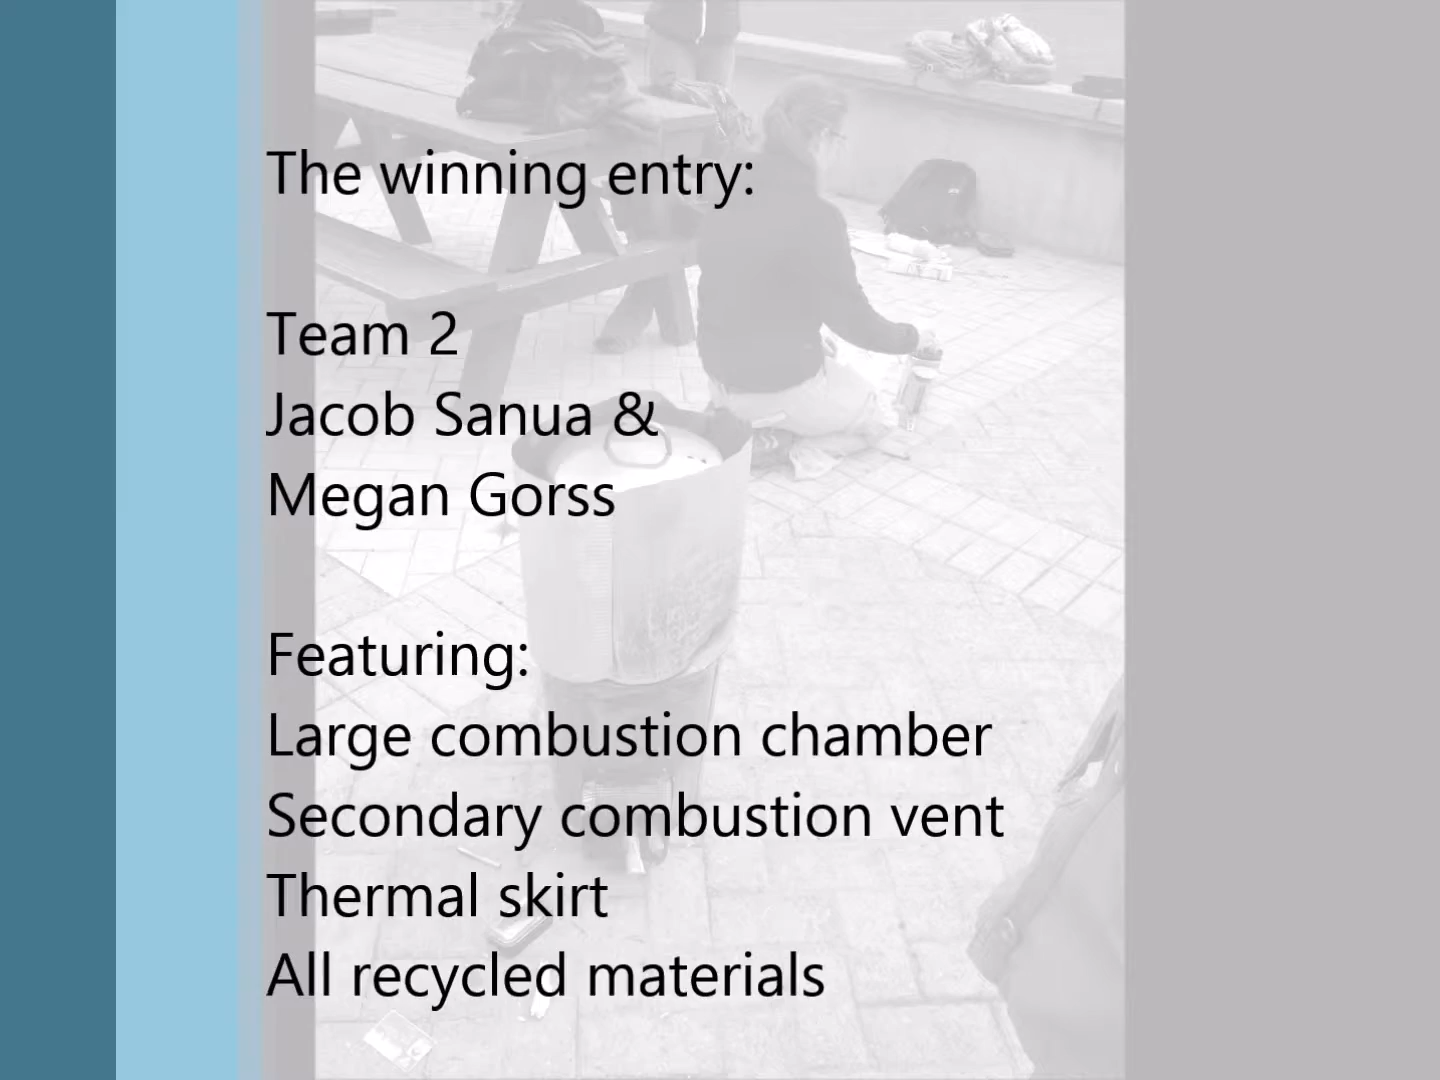 The winning entry:
Team 2
Jacob Sanua &
Megan Gorss
Featuring:
Large combustion chamber
Secondary combustion vent
Thermal skirt
All recycled materials